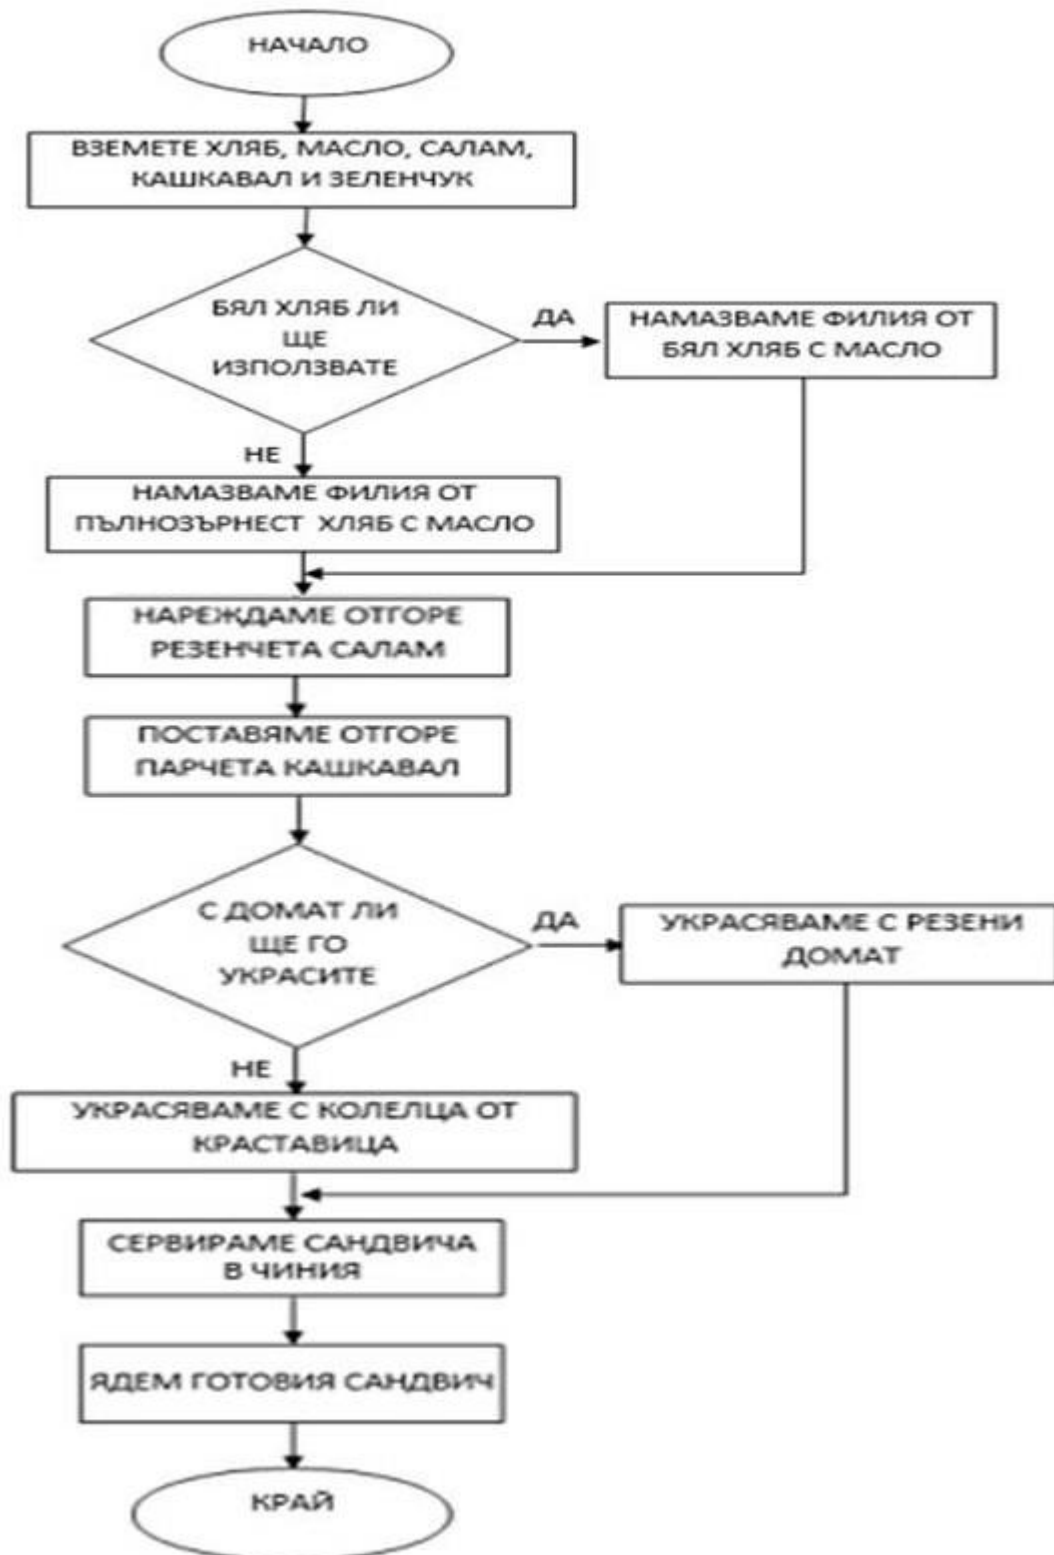 НАЧАЛО
ВЗЕМЕТЕ ХЛЯБ, МАСЛО, САЛАМ,
КАШКАВАЛ И ЗЕЛЕНЧУК
БЯЛ ХЛЯБ ЛИ
ЩЕ
ИЗПОЛЗВАТЕ
ДА
НАМАЗВАМЕ ФИЛИЯ ОТ
БЯЛ ХЛЯБ С МАСЛО
НЕ
НАМАЗВАМЕ ФИЛИЯ ОТ
ПЪЛНОЗЪРНЕСТ ХЛЯБ С МАСЛО
НАРЕЖДАМЕ ОТГОРЕ
РЕЗЕНЧЕТА САЛАМ
ПОСТАВЯМЕ ОТГОРЕ
ПАРЧЕТА КАШКАВАЛ
С ДОМАТ ЛИ
ЩЕ ГО
УКРАСИТЕ
ДА
УКРАСЯВАМЕ С РЕЗЕНИ
ДОМАТ
НЕ
УКРАСЯВАМЕ С КОЛЕЛЦА ОТ
КРАСТАВИЦА
СЕРВИРАМЕ САНДВИЧА
В ЧИНИЯ
ЯДЕМ ГОТОВИЯ САНДВИЧ
КРАЙ